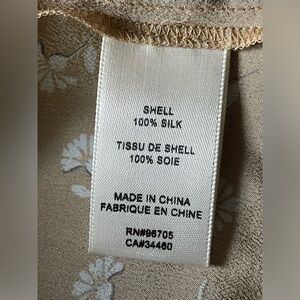 SHELL
100% SILK
TISSU DE SHELL
100% SOIE
MADE IN CHINA
FABRIQUE EN CHINE
RN#96705
CA#34460